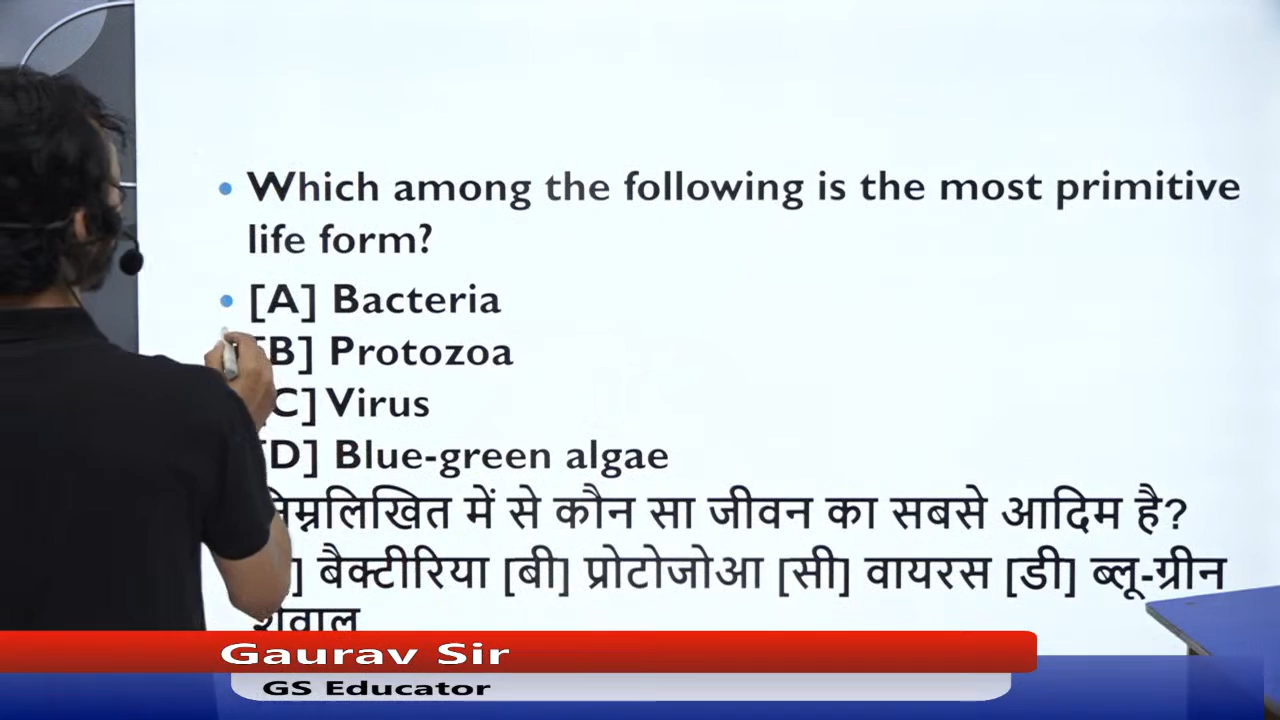 Which among the following is the most primitive
life form?
[A] Bacteria
[B] Protozoa
C] Virus
[D] Blue-green algae
निम्नलिखित में से कौन सा जीवन का सबसे आदिम है?
] बैक्टीरिया [बी] प्रोटोजोआ [सी] वायरस [डी] ब्लू-ग्रीन
शैवाल
Gaurav Sir
GS Educator